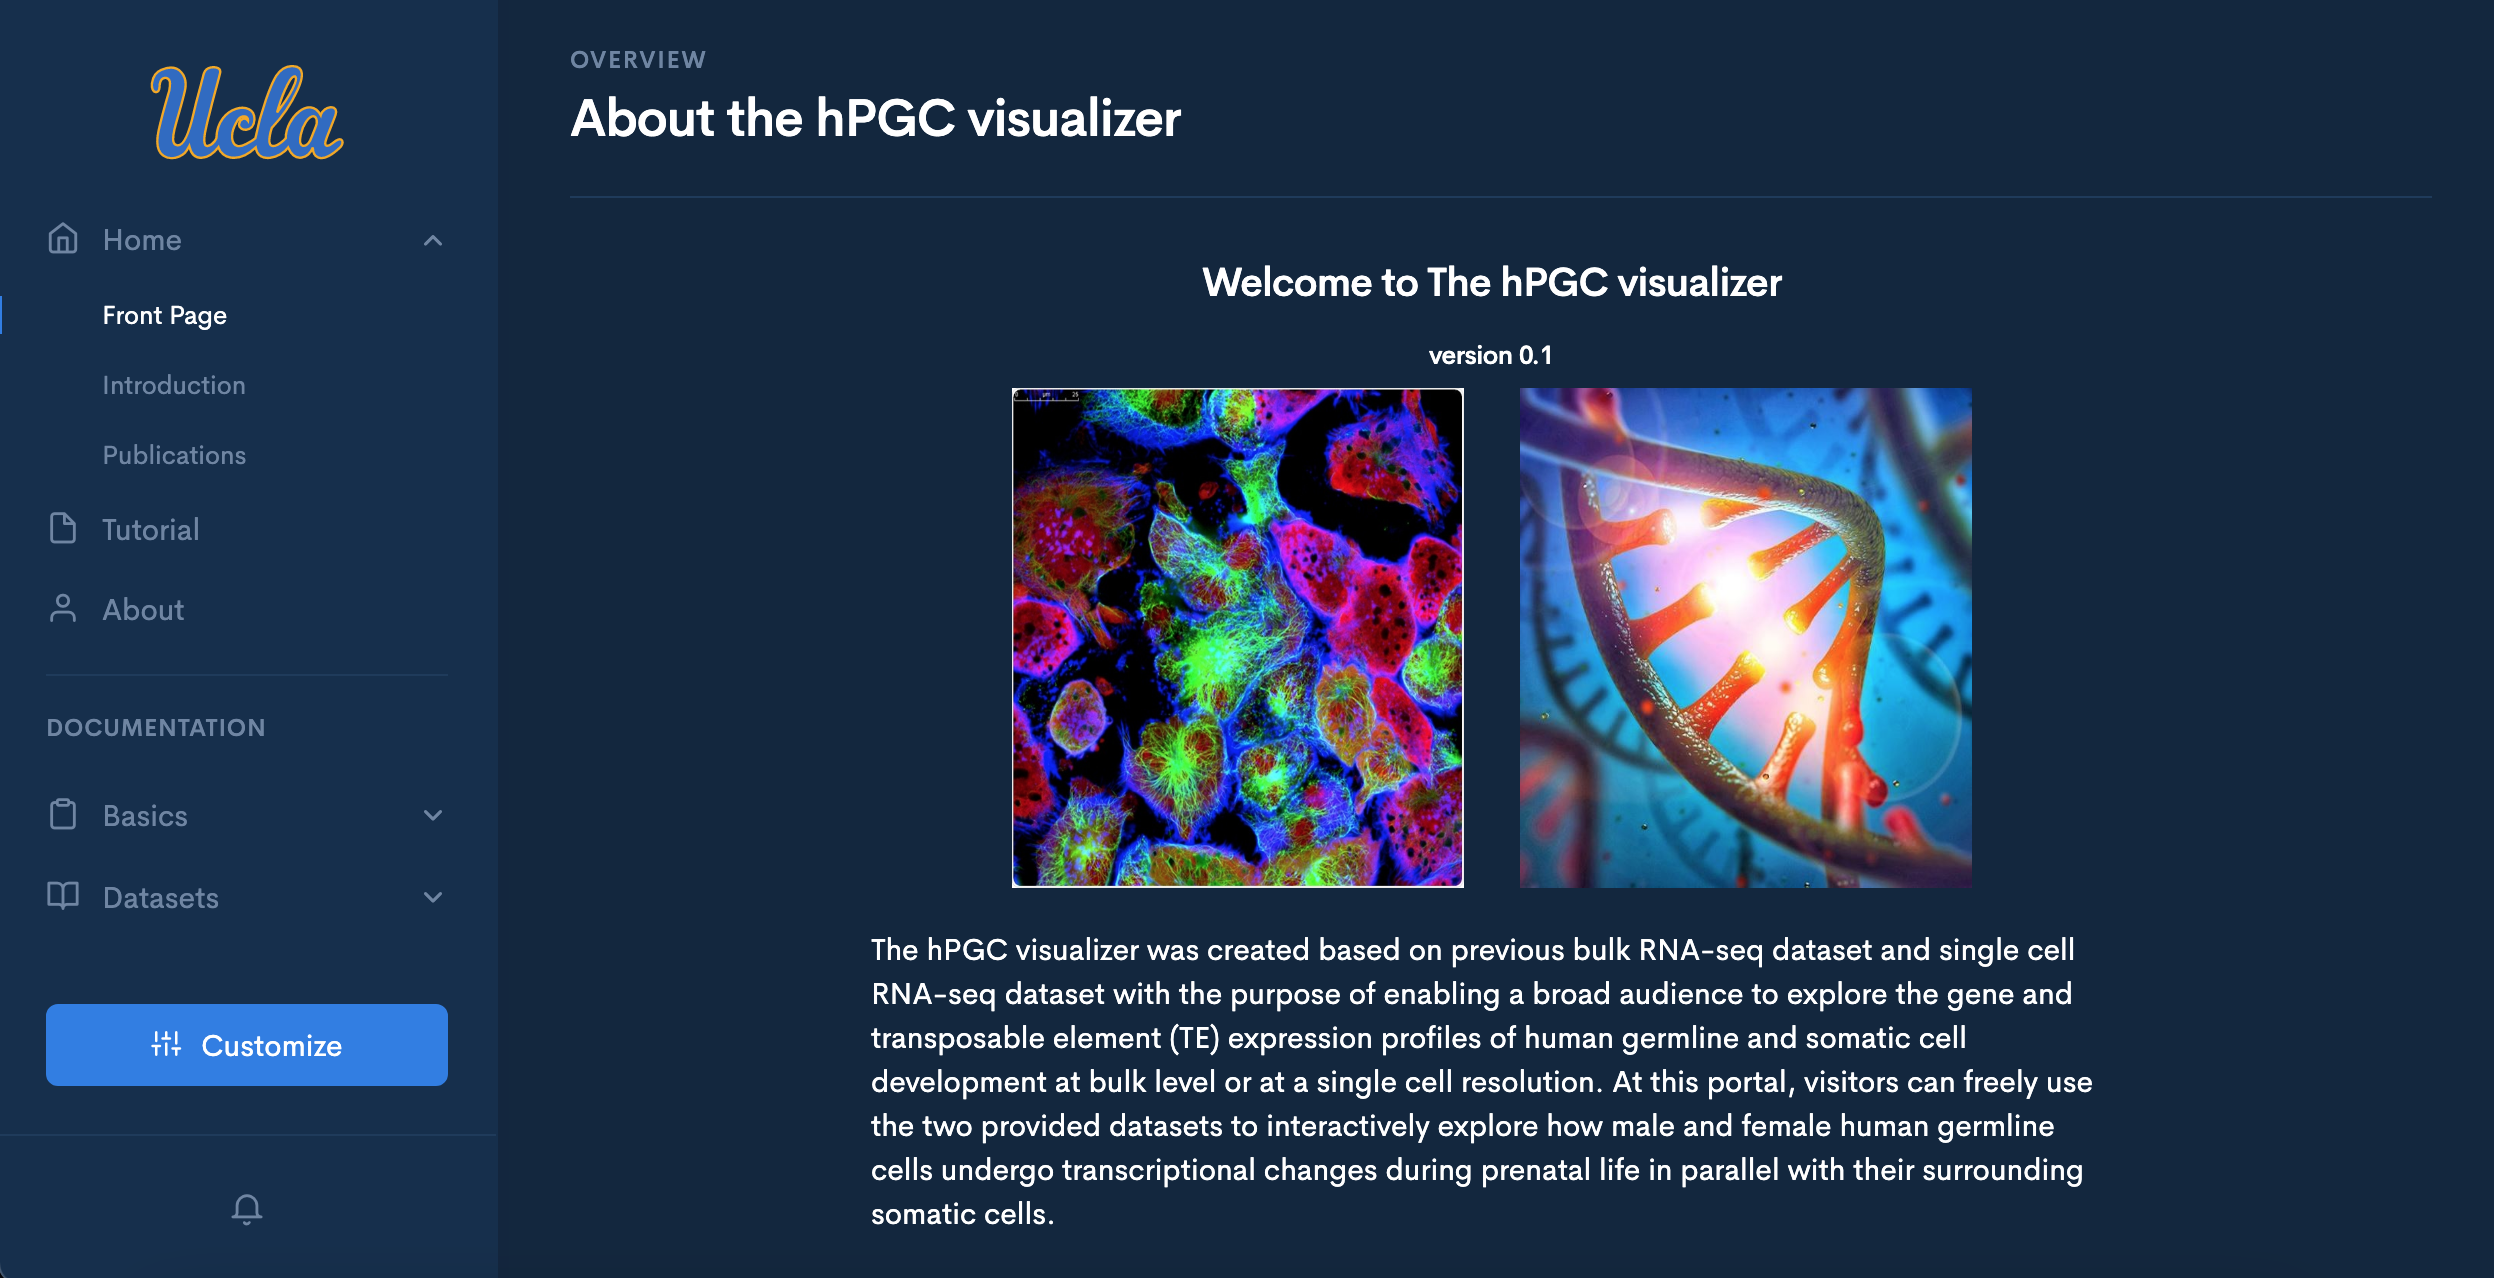 Ucla
Home
Front Page
Introduction
Publications
Tutorial
About
DOCUMENTATION
Basics
Datasets
Customize
OVERVIEW
About the hPGC visualizer
Welcome to The hPGC visualizer
version 0.1
0 µm 25
The hPGC visualizer was created based on previous bulk RNA-seq dataset and single cell
RNA-seq dataset with the purpose of enabling a broad audience to explore the gene and
transposable element (TE) expression profiles of human germline and somatic cell
development at bulk level or at a single cell resolution. At this portal, visitors can freely use
the two provided datasets to interactively explore how male and female human germline
cells undergo transcriptional changes during prenatal life in parallel with their surrounding
somatic cells.